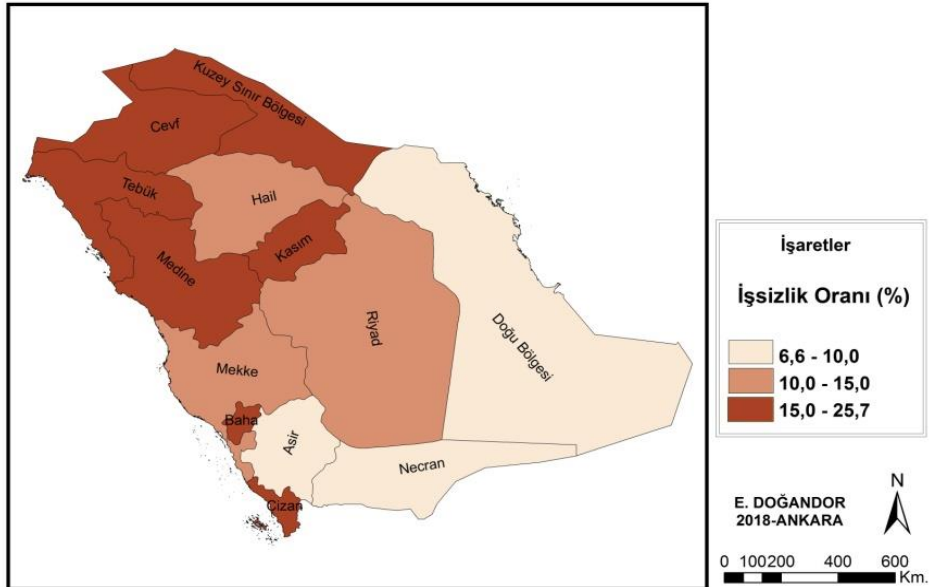 Kuzey Sınır Bölgesi
Cevf
Tebük
Hail
Kasım
Medine
Riyad
Doğu Bölgesi
Mekke
Baha
Asir
Necran
Cizan
İşaretler
İşsizlik Oranı (%)
6,6 - 10,0
10,0 - 15,0
15,0 - 25,7
N
E. DOĞANDOR
2018-ANKARA
0 100200 400 600
Km.